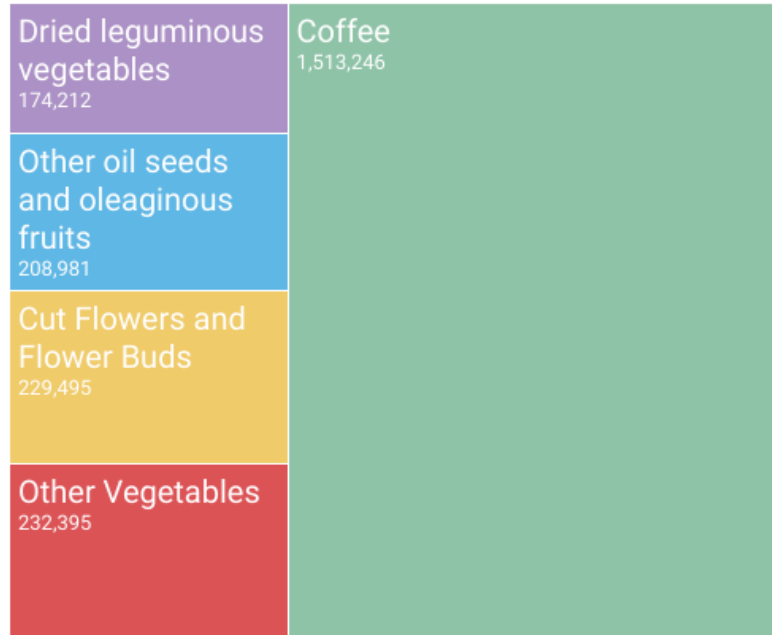 Dried leguminous
vegetables
174,212
Other oil seeds
and oleaginous
fruits
208,981
Cut Flowers and
Flower Buds
229,495
Other Vegetables
232,395
Coffee
1,513,246